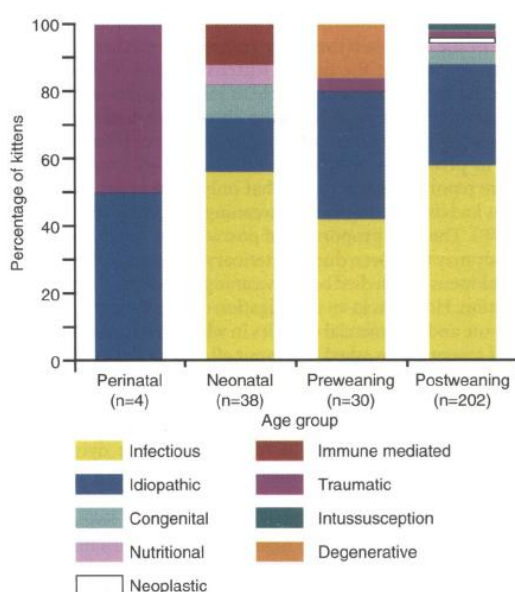 Percentage of kittens
100
80
60
40
20
0
Perinatal Neonatal Preweaning Postweaning
(n=4) (n=38) (n=30) (n=202)
Age group
Infectious Immune mediated
Idiopathic Traumatic
Congenital Intussusception
Nutritional Degenerative
Neoplastic